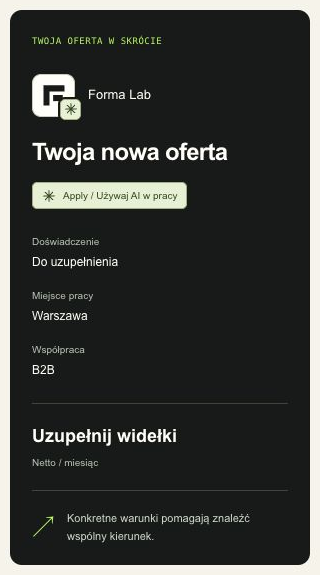 TWOJA OFERTA W SKRÓCIE
Forma Lab
Twoja nowa oferta
Apply / Używaj AI w pracy
Doświadczenie
Do uzupełnienia
Miejsce pracy
Warszawa
Współpraca
B2B
Uzupełnij widełki
Netto / miesiąc
Konkretne warunki pomagają znaleźć
wspólny kierunek.